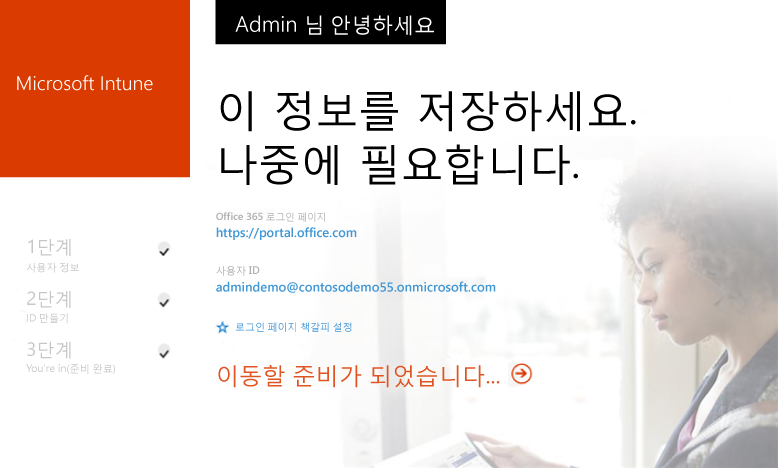 Admin 님 안녕하세요
Microsoft Intune
이 정보를 저장하세요.
나중에 필요합니다.
Office 365 로그인 페이지
https://portal.office.com
사용자 ID
admindemo@contosodemo55.onmicrosoft.com
로그인 페이지 책갈피 설정
이동할 준비가 되었습니다...
1단계
사용자 정보
2단계
ID 만들기
3단계
You're in(준비 완료)